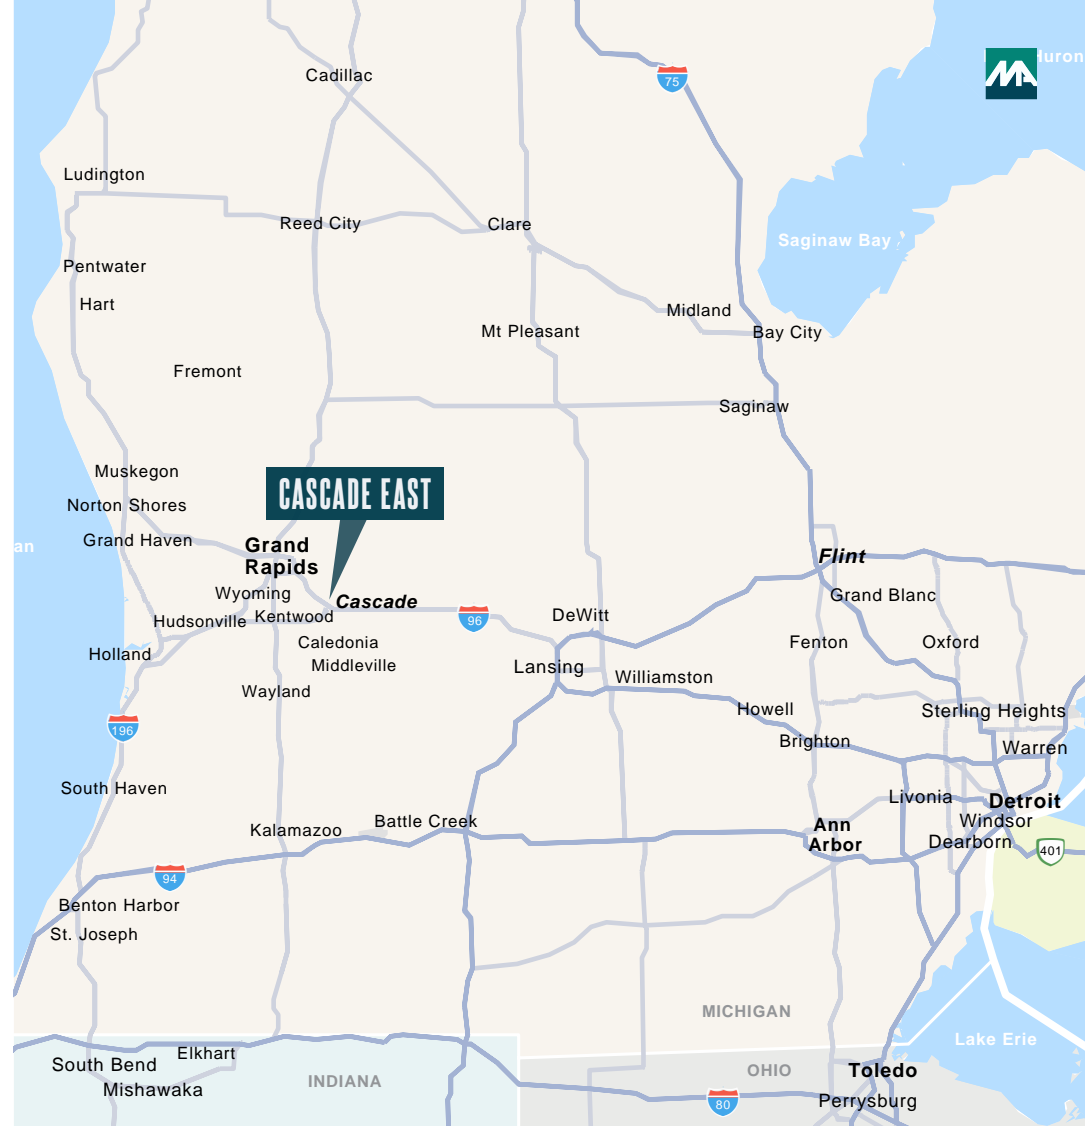 Cadillac
75
Huron
MA
Ludington
Reed City
Clare
Saginaw Bay
Pentwater
Hart
Midland
Mt Pleasant
Bay City
Fremont
Saginaw
Muskegon
CASCADE EAST
Norton Shores
Grand Haven
an
Grand
Rapids
Flint
Wyoming
Cascade
Grand Blanc
Hudsonville
Kentwood
96
DeWitt
Caledonia
Fenton
Oxford
Holland
Middleville
Lansing
Williamston
Wayland
Howell
Sterling Heights
196
Brighton
Warren
South Haven
Livonia
Detroit
Kalamazoo
Battle Creek
Ann
Arbor
Windsor
Dearborn
401
94
Benton Harbor
St. Joseph
MICHIGAN
Lake Erie
South Bend
Elkhart
INDIANA
OHIO
Toledo
Mishawaka
80
Perrysburg